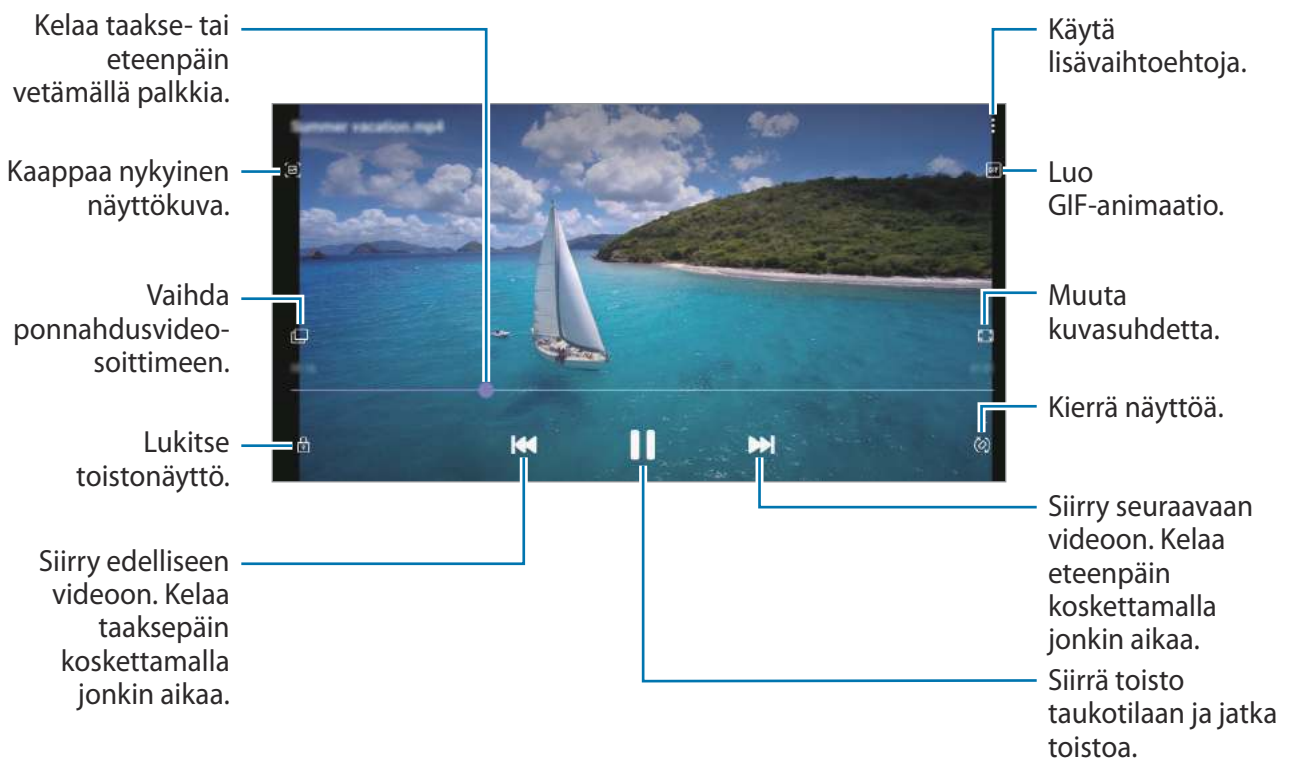 Kelaa taakse- tai
eteenpäin
vetämällä palkkia.
Kaappaa nykyinen
näyttökuva.
Vaihda
ponnahdusvideo-
soittimeen.
Lukitse
toistonäyttö.
Siirry edelliseen
videoon. Kelaa
taaksepäin
koskettamalla
jonkin aikaa.
Summer vacation.mp4
Käytä
lisävaihtoehtoja.
Luo
GIF-animaatio.
Muuta
kuvasuhdetta.
Kierrä näyttöä.
Siirry seuraavaan
videoon. Kelaa
eteenpäin
koskettamalla
jonkin aikaa.
Siirrä toisto
taukotilaan ja jatka
toistoa.